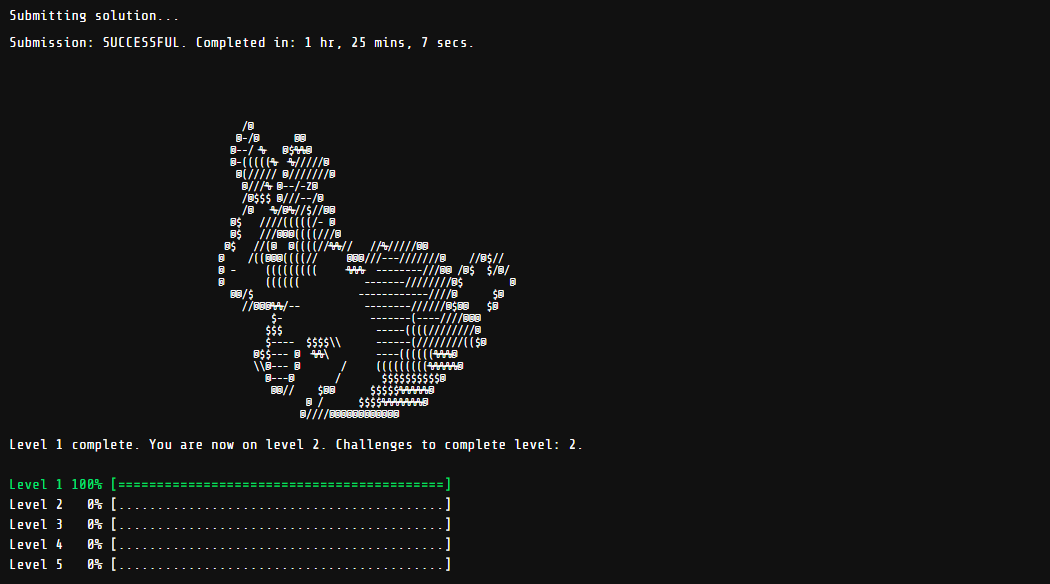 Submitting solution...
Submission: SUCCESSFUL. Completed in: 1 hr, 25 mins, 7 secs.
Level 1 complete. You are now on level 2. Challenges to complete level: 2.
Level 1 100% [==========================================]
Level 2   0% [..........................................]
Level 3   0% [..........................................]
Level 4   0% [..........................................]
Level 5   0% [..........................................]